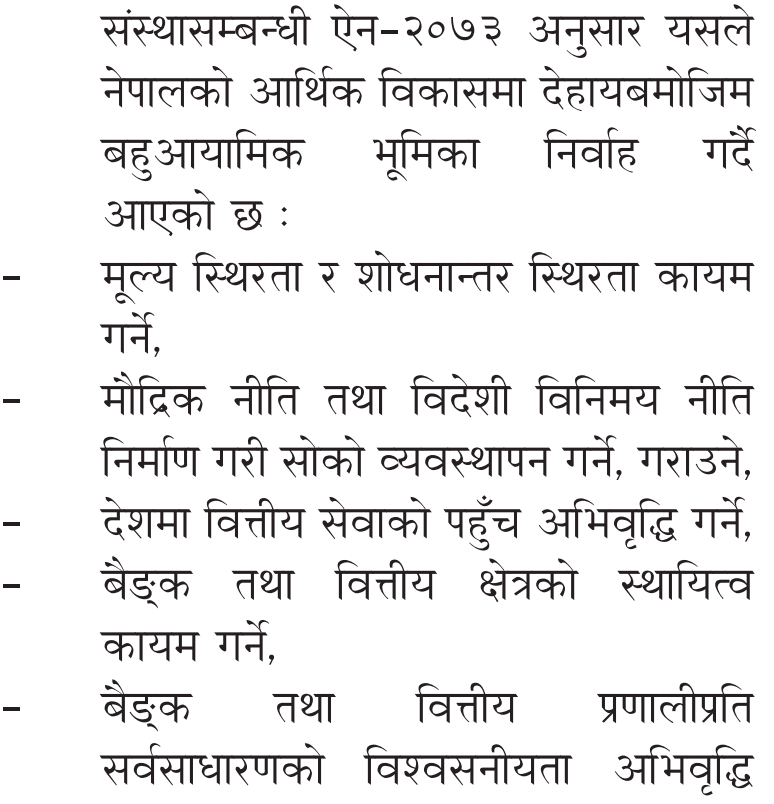 संस्थासम्बन्धी ऐन-२०७३ अनुसार यसले
नेपालको आर्थिक विकासमा देहायबमोजिम
बहुआयामिक भूमिका निर्वाह गर्दै
आएको छ :
- मूल्य स्थिरता र शोधनान्तर स्थिरता कायम
गर्ने,
- मौद्रिक नीति तथा विदेशी विनिमय नीति
निर्माण गरी सोको व्यवस्थापन गर्ने, गराउने,
- देशमा वित्तीय सेवाको पहुँच अभिवृद्धि गर्ने,
- बैङ्क तथा वित्तीय क्षेत्रको स्थायित्व
कायम गर्ने,
- बैङ्क तथा वित्तीय प्रणालीप्रति
सर्वसाधारणको विश्वसनीयता अभिवृद्धि